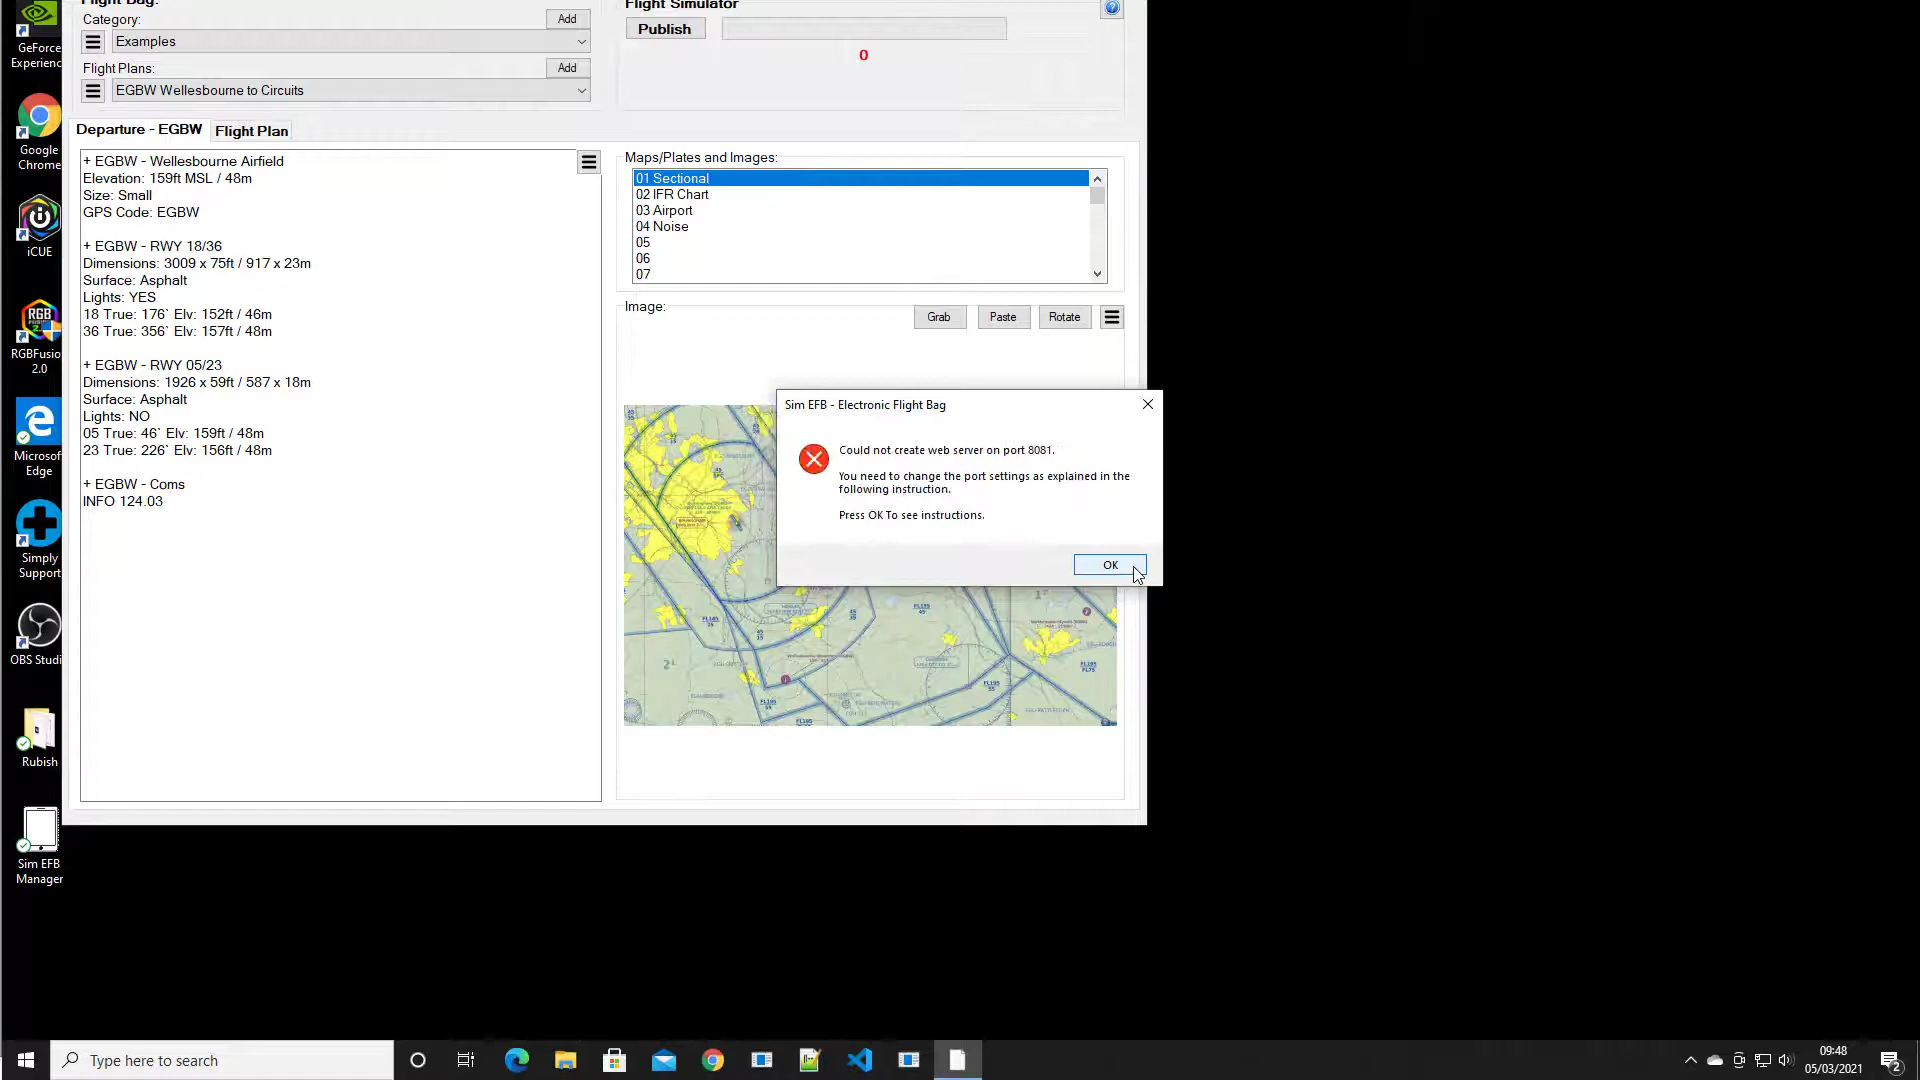 Flight Bag:
Category:
Add
Examples
Flight Plans:
Add
EGBW Wellesbourne to Circuits
Flight Simulator
Publish
0
Departure - EGBW
Flight Plan
+ EGBW - Wellesbourne Airfield
Elevation: 159ft MSL / 48m
Size: Small
GPS Code: EGBW
+ EGBW - RWY 18/36
Dimensions: 3009 x 75ft / 917 x 23m
Surface: Asphalt
Lights: YES
18 True: 176` Elv: 152ft / 46m
36 True: 356` Elv: 157ft / 48m
+ EGBW - RWY 05/23
Dimensions: 1926 x 59ft / 587 x 18m
Surface: Asphalt
Lights: NO
05 True: 46` Elv: 159ft / 48m
23 True: 226` Elv: 156ft / 48m
+ EGBW - Coms
INFO 124.03
Maps/Plates and Images:
01 Sectional
02 IFR Chart
03 Airport
04 Noise
05
06
07
Image:
Grab
Paste
Rotate
Sim EFB - Electronic Flight Bag
Could not create web server on port 8081.
You need to change the port settings as explained in the
following instruction.
Press OK To see instructions.
OK
GeForce
Experience
Google
Chrome
iCUE
RGB
RGBFusio
2.0
Microsof
Edge
Simply
Support
OBS Studi
Rubish
Sim EFB
Manager
Type here to search
09:48
05/03/2021
2